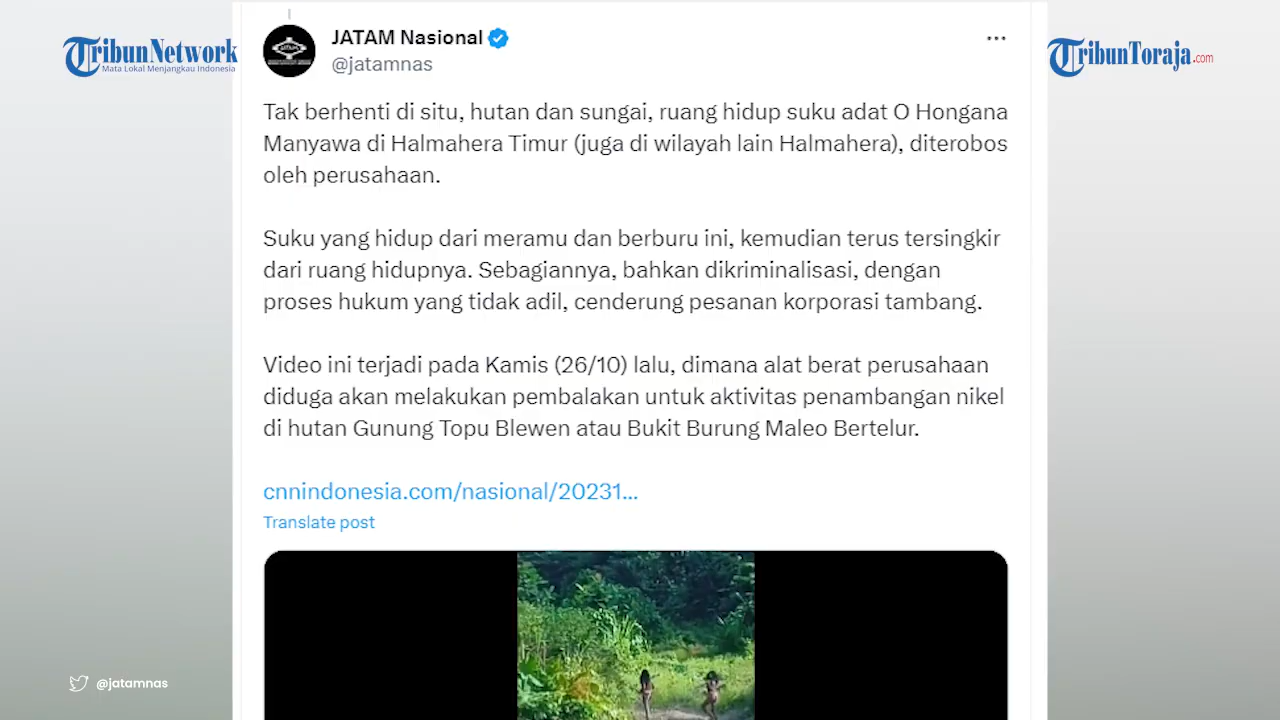 TribunNetwork
Mata Lokal Menjangkau Indonesia
JATAM Nasional
@jatamnas
TribunToraja.com
Tak berhenti di situ, hutan dan sungai, ruang hidup suku adat O Hongana
Manyawa di Halmahera Timur (juga di wilayah lain Halmahera), diterobos
oleh perusahaan.
Suku yang hidup dari meramu dan berburu ini, kemudian terus tersingkir
dari ruang hidupnya. Sebagiannya, bahkan dikriminalisasi, dengan
proses hukum yang tidak adil, cenderung pesanan korporasi tambang.
Video ini terjadi pada Kamis (26/10) lalu, dimana alat berat perusahaan
diduga akan melakukan pembalakan untuk aktivitas penambangan nikel
di hutan Gunung Topu Blewen atau Bukit Burung Maleo Bertelur.
cnnindonesia.com/nasional/20231...
Translate post
@jatamnas